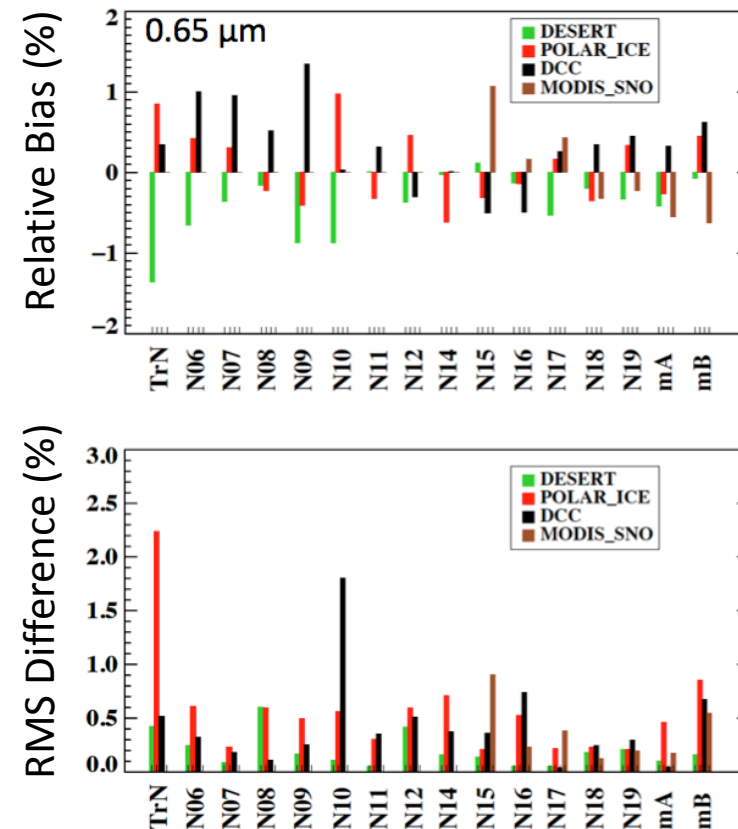 0.65 µm
DESERT
POLAR_ICE
DCC
MODIS_SNO
Relative Bias (%)
2
1
0
−1
−2
TrN N06 N07 N08 N09 N10 N11 N12 N14 N15 N16 N17 N18 N19 mA mB
DESERT
POLAR_ICE
DCC
MODIS_SNO
RMS Difference (%)
3.0
2.5
2.0
1.5
1.0
0.5
0.0
TrN N06 N07 N08 N09 N10 N11 N12 N14 N15 N16 N17 N18 N19 mA mB